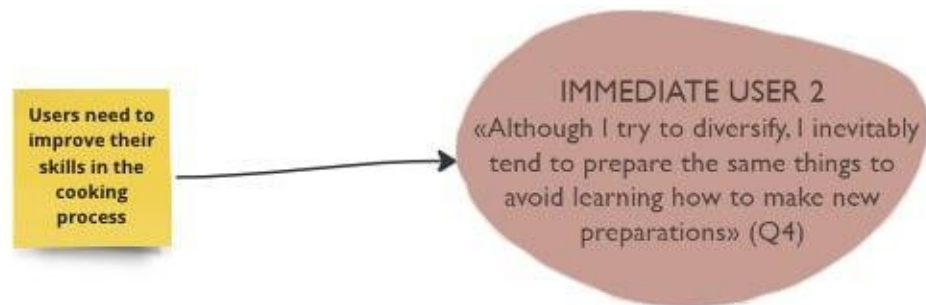 Users need to
improve their
skills in the
cooking
process
IMMEDIATE USER 2
«Although I try to diversify, I inevitably
tend to prepare the same things to
avoid learning how to make new
preparations» (Q4)